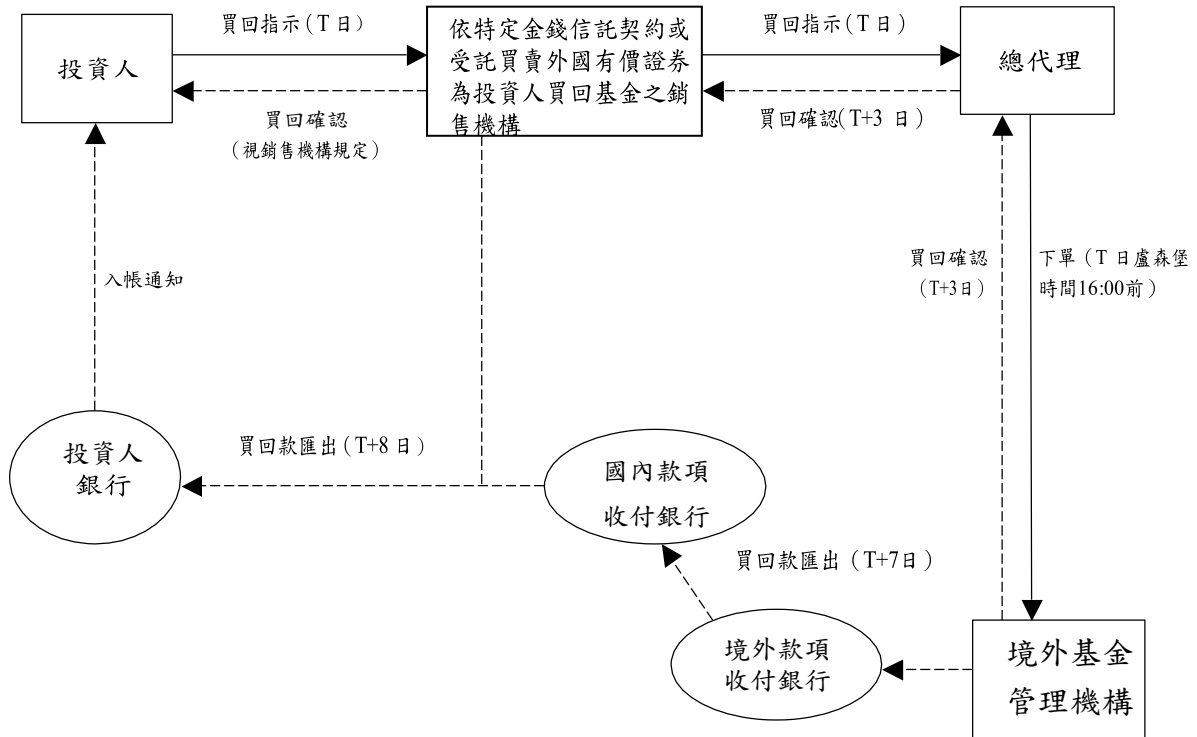 買回指示(T 日)
買回指示(T 日)
投資人
依特定金錢信託契約或
受託買賣外國有價證券
為投資人買回基金之銷
售機構
總代理
買回確認
(視銷售機構規定)
買回確認(T+3 日)
入帳通知
買回確認
(T+3日)
下單（T 日盧森堡
時間16:00前）
投資人
銀行
買回款匯出（T+8 日）
國內款項
收付銀行
買回款匯出（T+7日）
境外款項
收付銀行
境外基金
管理機構